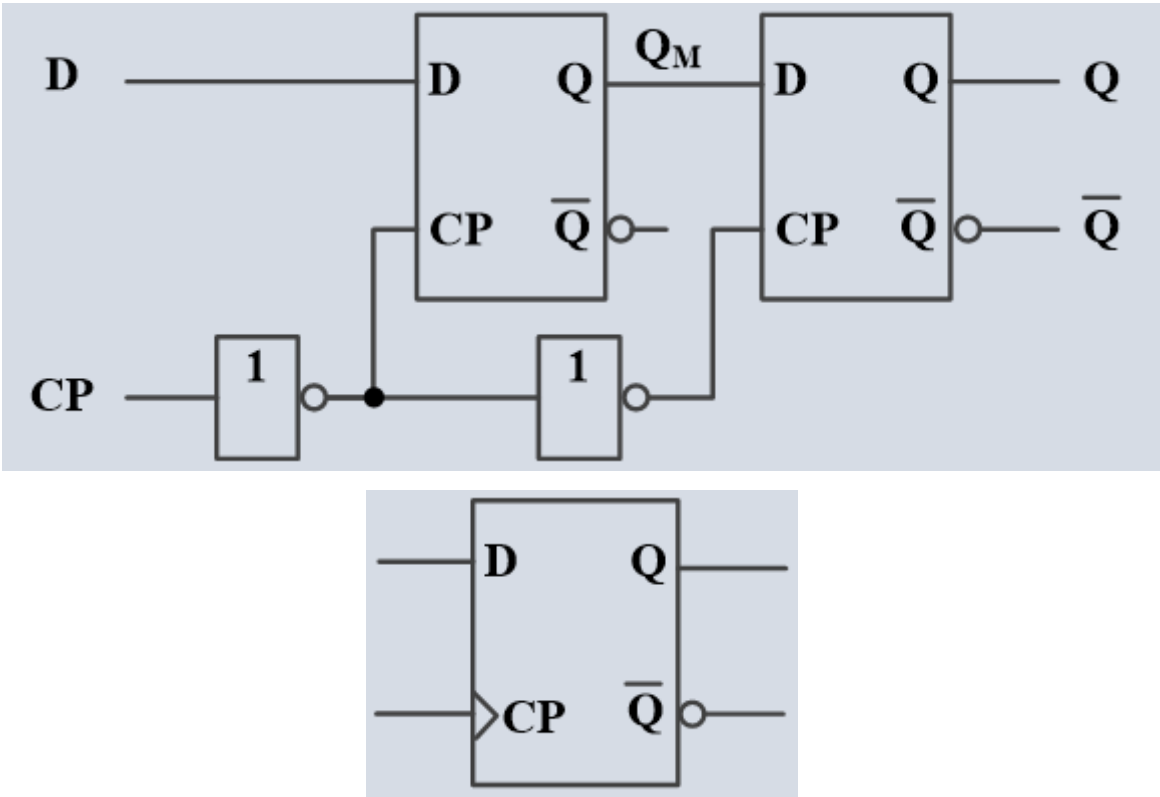 D D Q Q_M D Q Q
CP Q̅ CP Q̅ Q̅
CP 1 1
D Q
CP Q̅